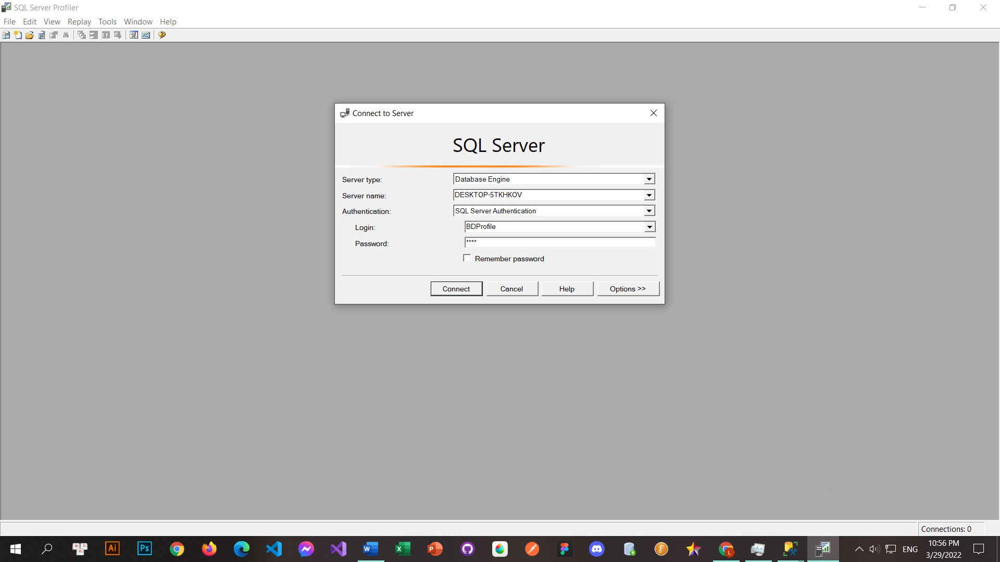 SQL Server Profiler
File Edit View Replay Tools Window Help
Connect to Server
SQL Server
Server type: Database Engine
Server name: DESKTOP-5TKHKOV
Authentication: SQL Server Authentication
Login: BDProfile
Password: ****
Remember password
Connect Cancel Help Options >>
Activate Windows
Connections: 0
Ai Ps L ENG 10:56 PM
3/29/2022